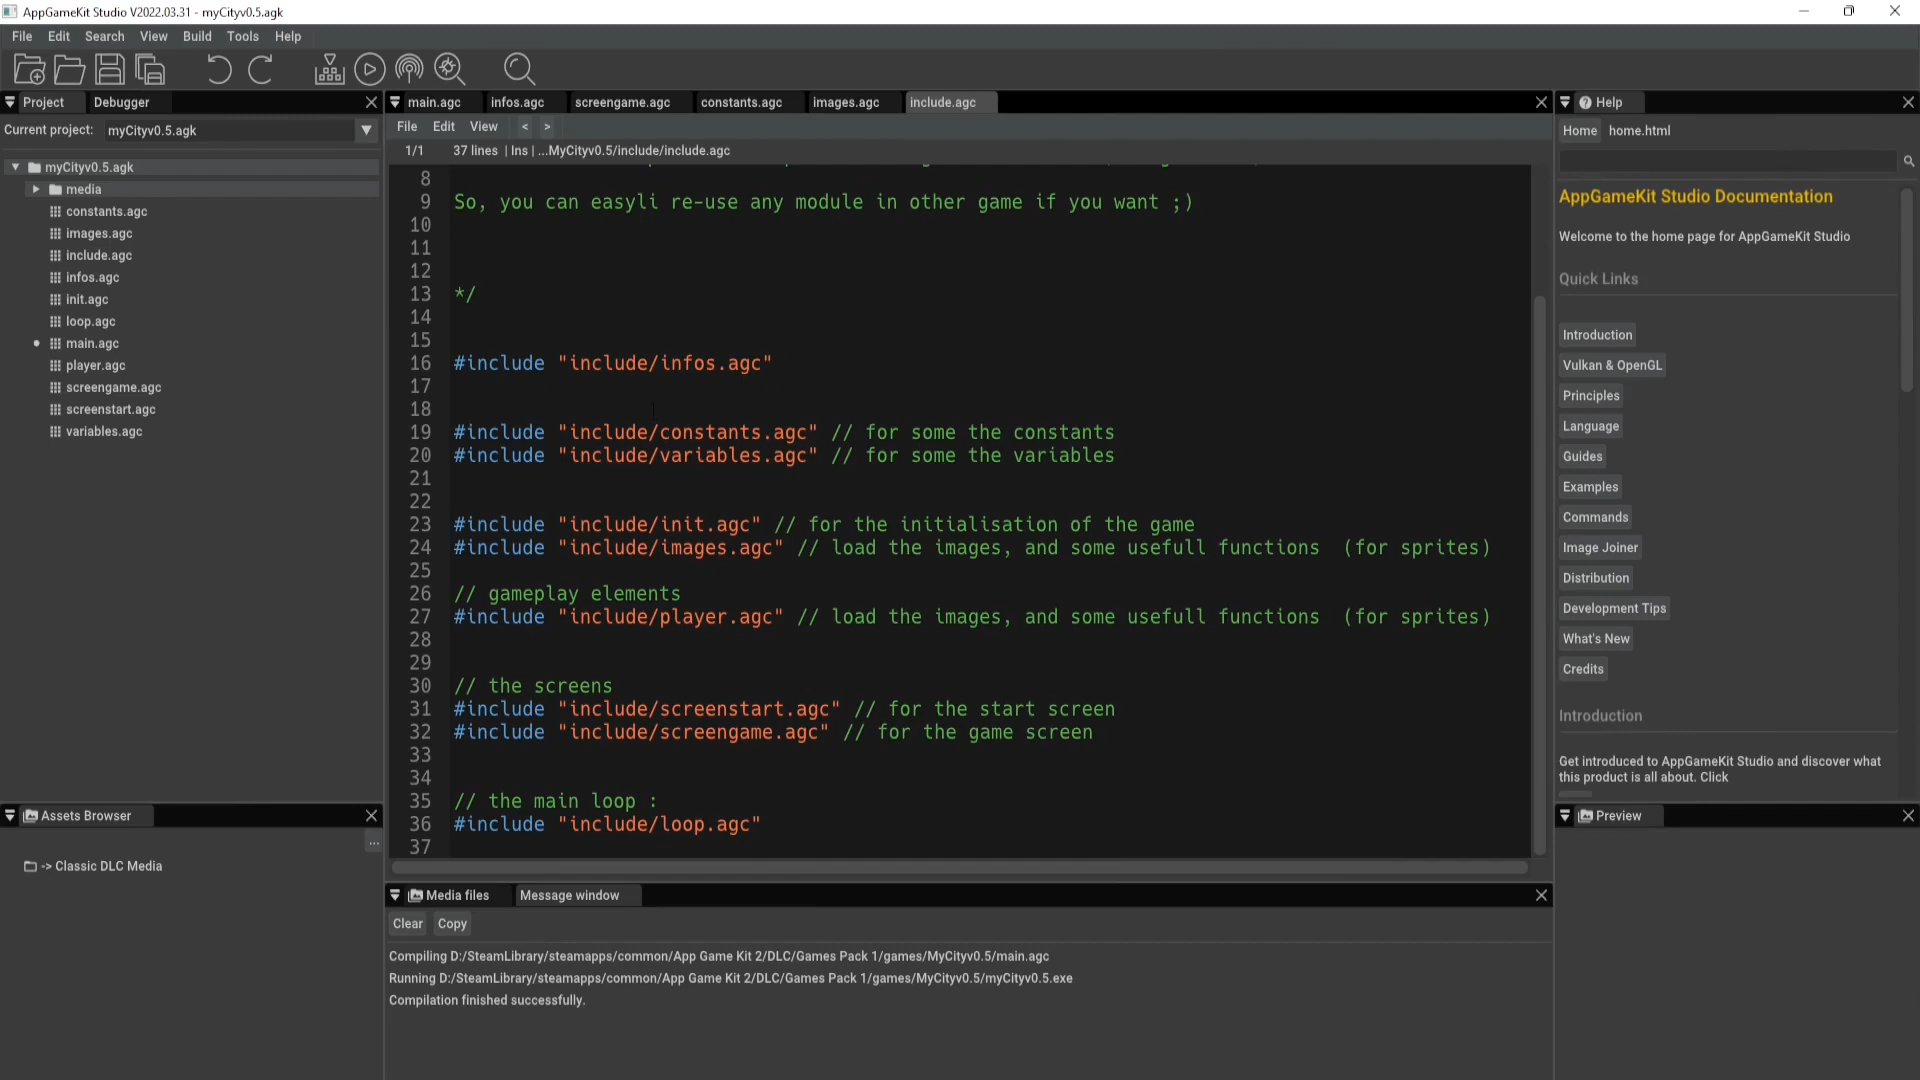 AppGameKit Studio V2022.03.31 - myCityv0.5.agk
File Edit Search View Build Tools Help
Project Debugger
Current project: myCityv0.5.agk
myCityv0.5.agk
media
constants.agc
images.agc
include.agc
infos.agc
init.agc
loop.agc
main.agc
player.agc
screengame.agc
screenstart.agc
variables.agc
Assets Browser
...
-> Classic DLC Media
main.agc infos.agc screengame.agc constants.agc images.agc include.agc
File Edit View < >
1/1 37 lines | Ins | ...MyCityv0.5/include/include.agc
8
9 So, you can easyli re-use any module in other game if you want ;)
10
11
12
13 */
14
15
16 #include "include/infos.agc"
17
18
19 #include "include/constants.agc" // for some the constants
20 #include "include/variables.agc" // for some the variables
21
22
23 #include "include/init.agc" // for the initialisation of the game
24 #include "include/images.agc" // load the images, and some usefull functions (for sprites)
25
26 // gameplay elements
27 #include "include/player.agc" // load the images, and some usefull functions (for sprites)
28
29
30 // the screens
31 #include "include/screenstart.agc" // for the start screen
32 #include "include/screengame.agc" // for the game screen
33
34
35 // the main loop :
36 #include "include/loop.agc"
37
Media files Message window
Clear Copy
Compiling D:/SteamLibrary/steamapps/common/App Game Kit 2/DLC/Games Pack 1/games/MyCityv0.5/main.agc
Running D:/SteamLibrary/steamapps/common/App Game Kit 2/DLC/Games Pack 1/games/MyCityv0.5/myCityv0.5.exe
Compilation finished successfully.
? Help
Home home.html
AppGameKit Studio Documentation
Welcome to the home page for AppGameKit Studio
Quick Links
Introduction
Vulkan & OpenGL
Principles
Language
Guides
Examples
Commands
Image Joiner
Distribution
Development Tips
What's New
Credits
Introduction
Get introduced to AppGameKit Studio and discover what
this product is all about. Click
Preview